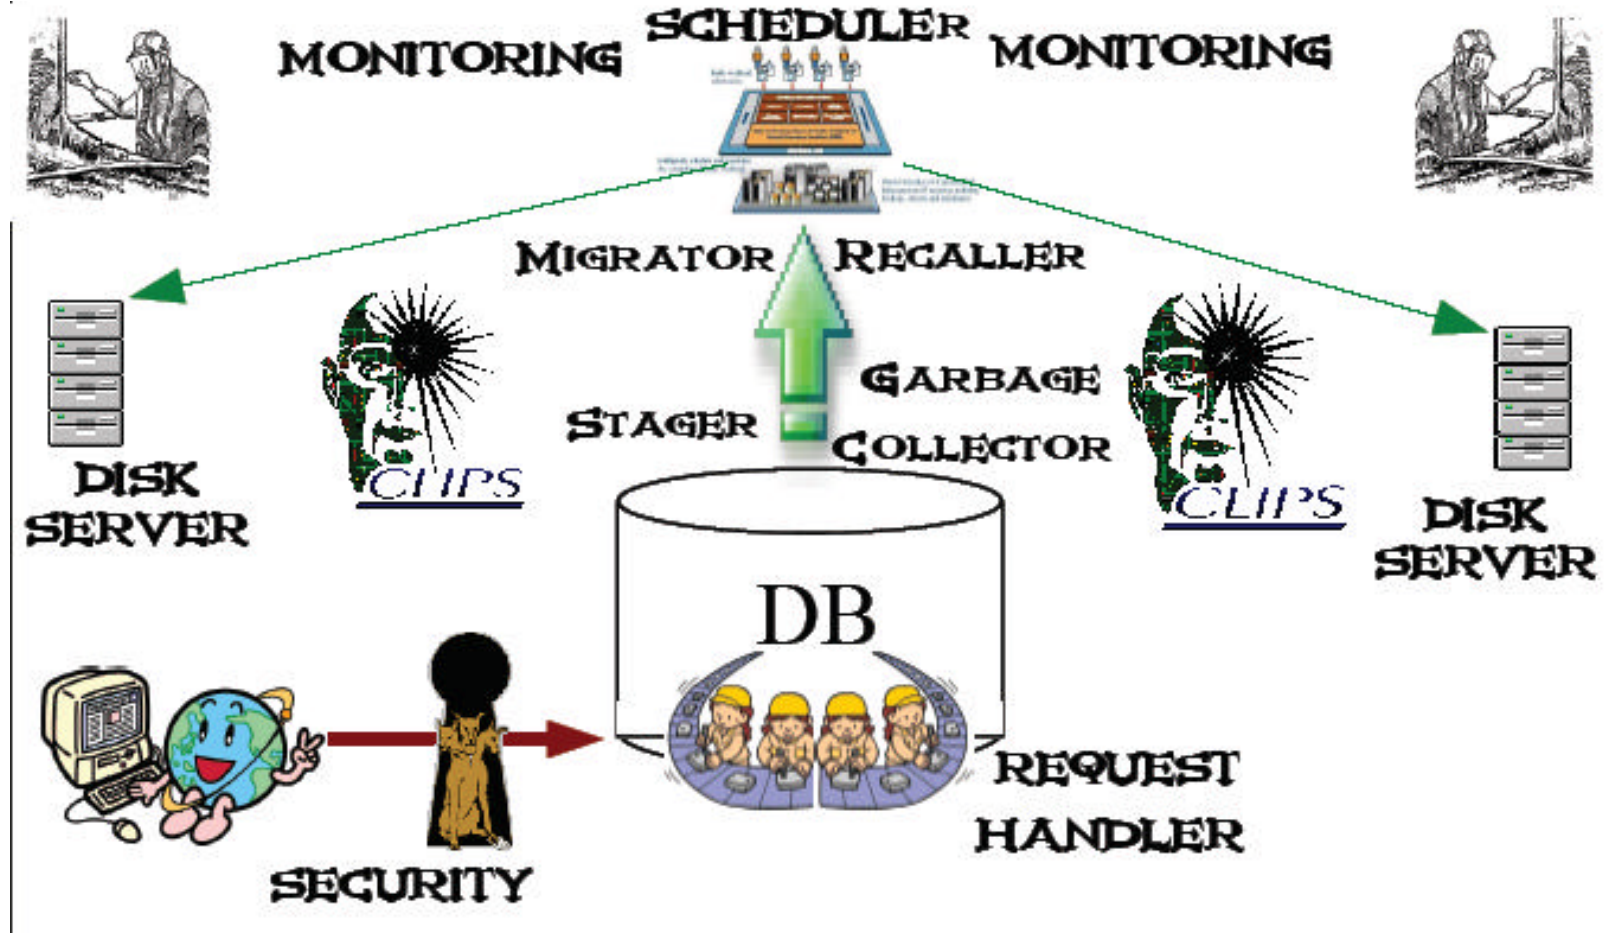 MONITORING
SCHEDULER
MONITORING
MIGRATOR
RECALLER
GARBAGE
STAGER
COLLECTOR
CLIPS
CLIPS
DISK
SERVER
DISK
SERVER
DB
REQUEST
HANDLER
SECURITY